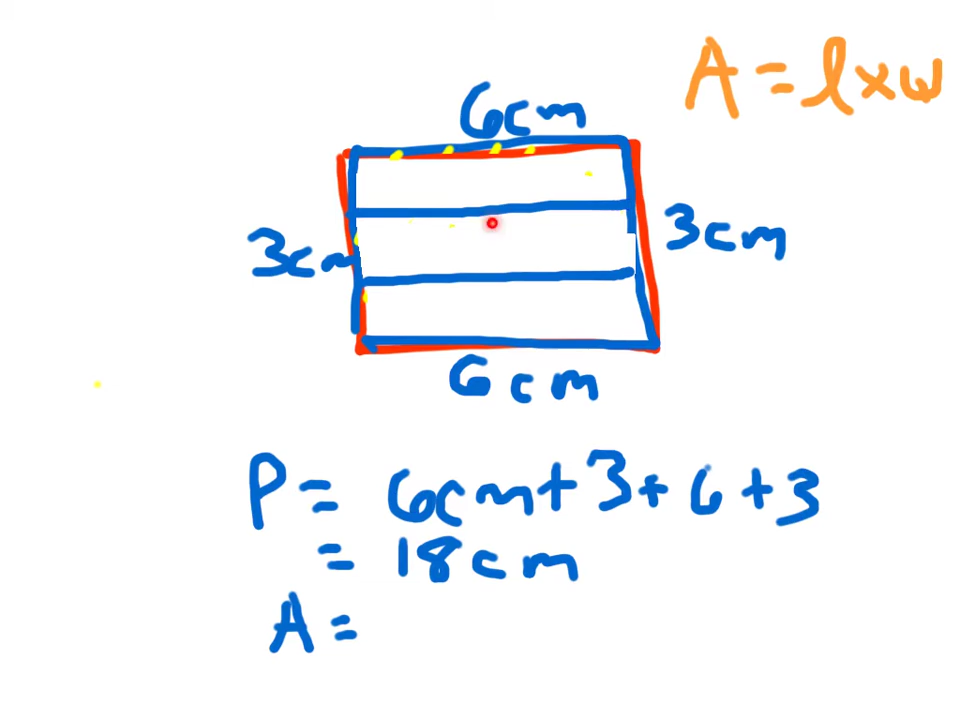 A = l x w
6cm
3cm
3cm
6cm
P = 6cm + 3 + 6 + 3
= 18cm
A =